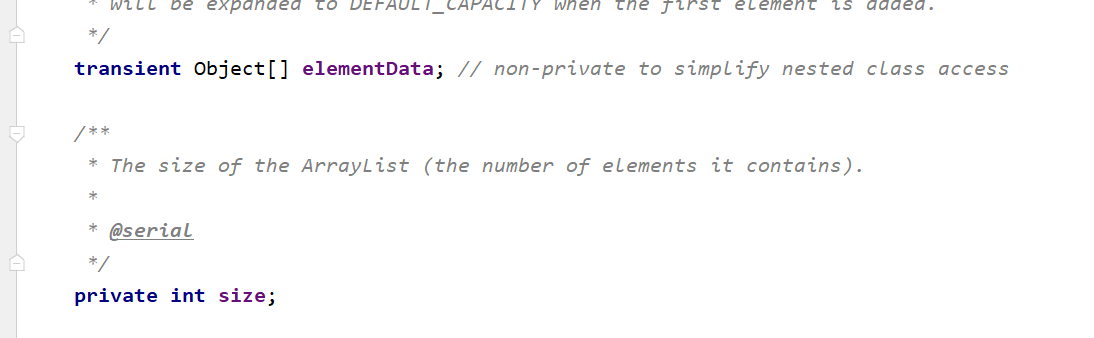 * will be expanded to DEFAULT_CAPACITY when the first element is added.
*/
transient Object[] elementData; // non-private to simplify nested class access
/**
* The size of the ArrayList (the number of elements it contains).
*
* @serial
*/
private int size;